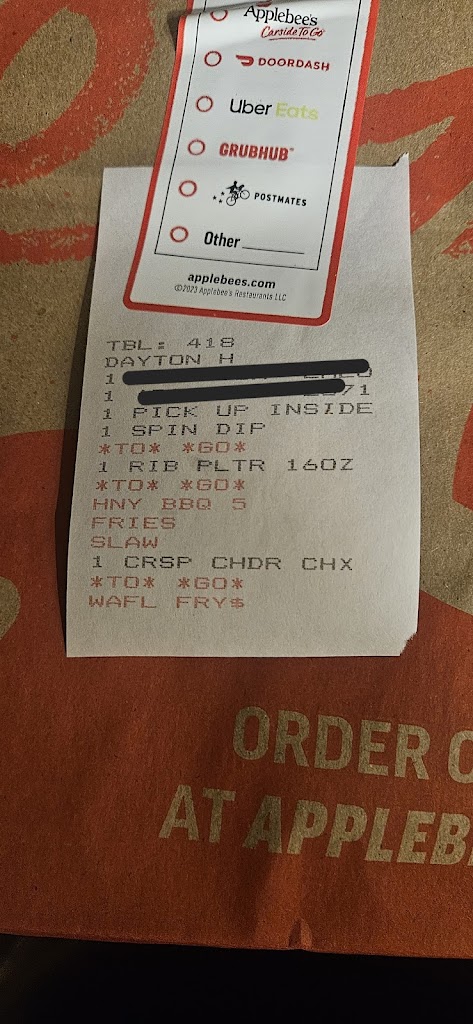 Applebee's
Carside To Go
DOORDASH
Uber Eats
GRUBHUB™
POSTMATES
Other
applebees.com
©2023 Applebee's Restaurants LLC
TBL: 418
DAYTON H
1
1
1 PICK UP INSIDE
1 SPIN DIP
*TO* *GO*
1 RIB PLTR 16OZ
*TO* *GO*
HNY BBQ 5
FRIES
SLAW
1 CRSP CHDR CHX
*TO* *GO*
WAFL FRY$
ORDER
AT APPLEB